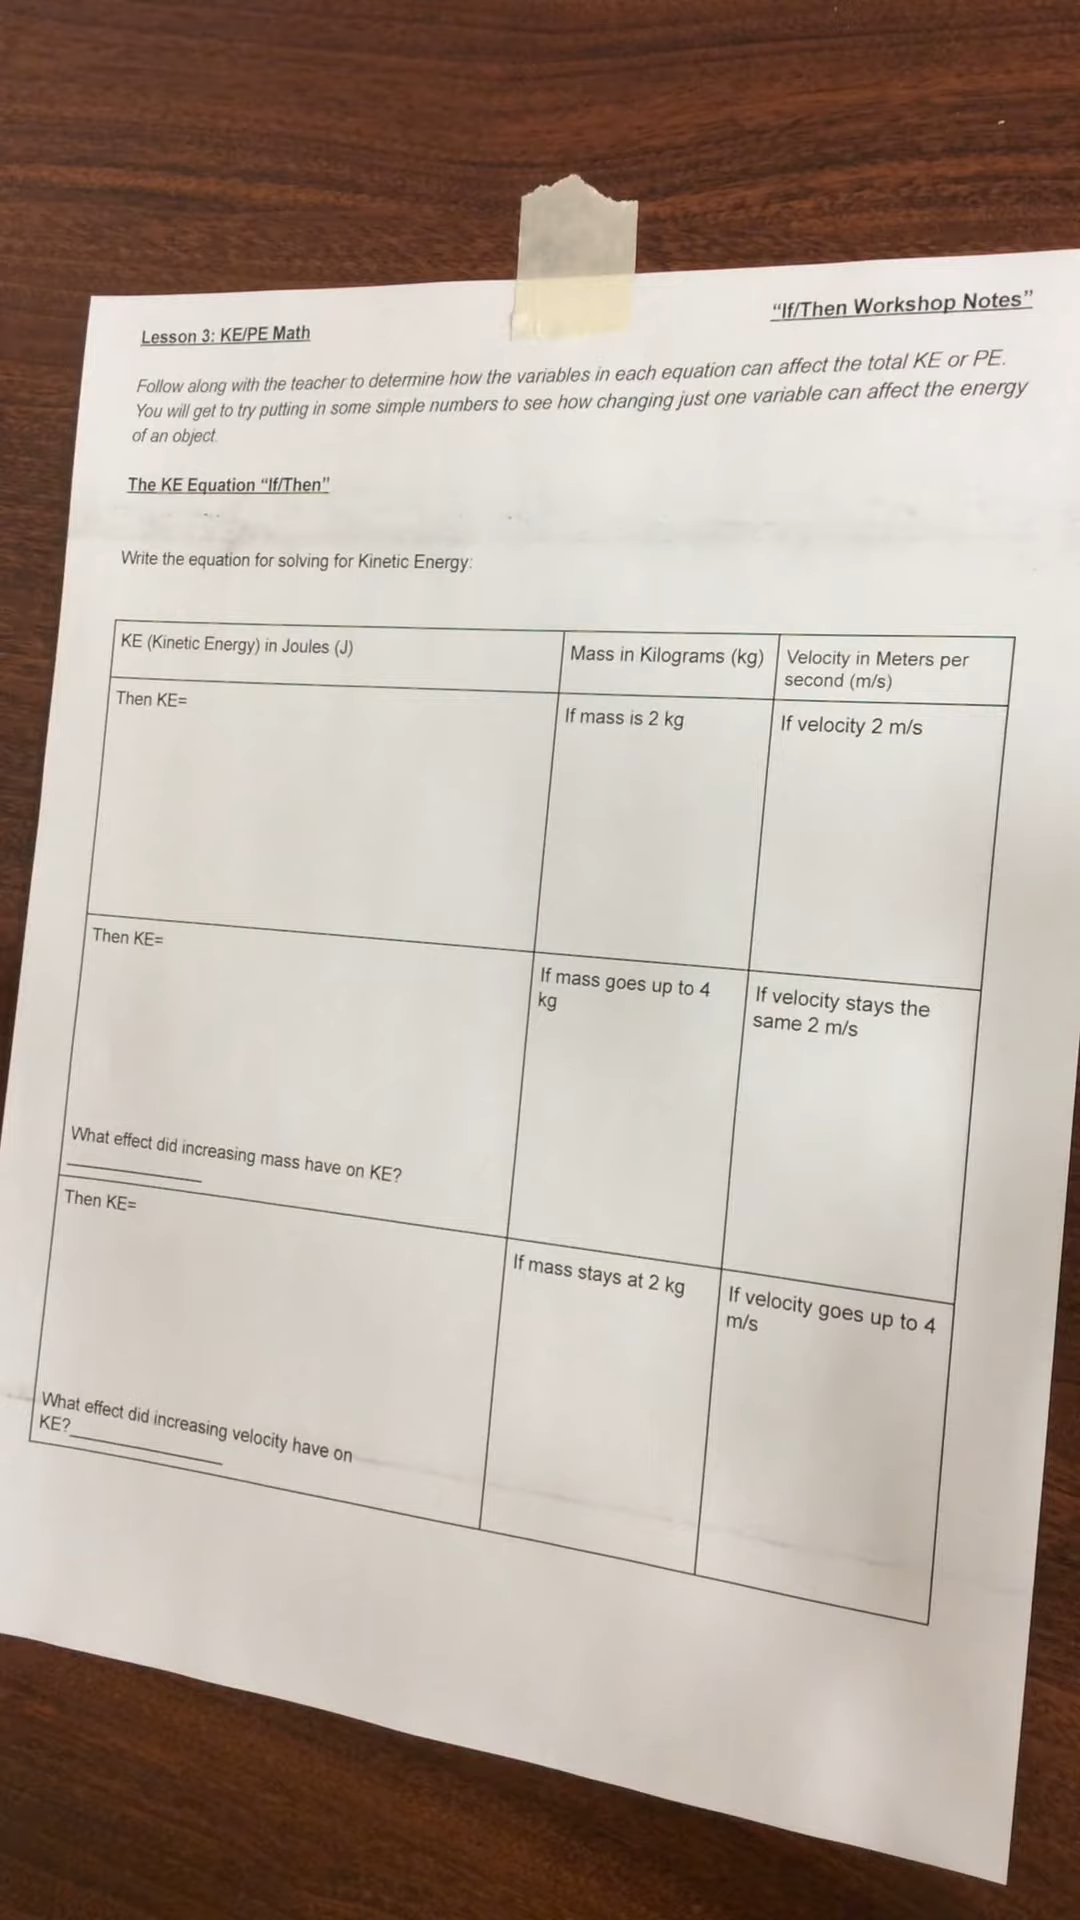 "If/Then Workshop Notes"
Lesson 3: KE/PE Math
Follow along with the teacher to determine how the variables in each equation can affect the total KE or PE.
You will get to try putting in some simple numbers to see how changing just one variable can affect the energy
of an object.
The KE Equation "If/Then"
Write the equation for solving for Kinetic Energy:
KE (Kinetic Energy) in Joules (J)
Mass in Kilograms (kg)
Velocity in Meters per
second (m/s)
Then KE=
If mass is 2 kg
If velocity 2 m/s
Then KE=
What effect did increasing mass have on KE?
If mass goes up to 4
kg
If velocity stays the
same 2 m/s
Then KE=
What effect did increasing velocity have on
KE?
If mass stays at 2 kg
If velocity goes up to 4
m/s